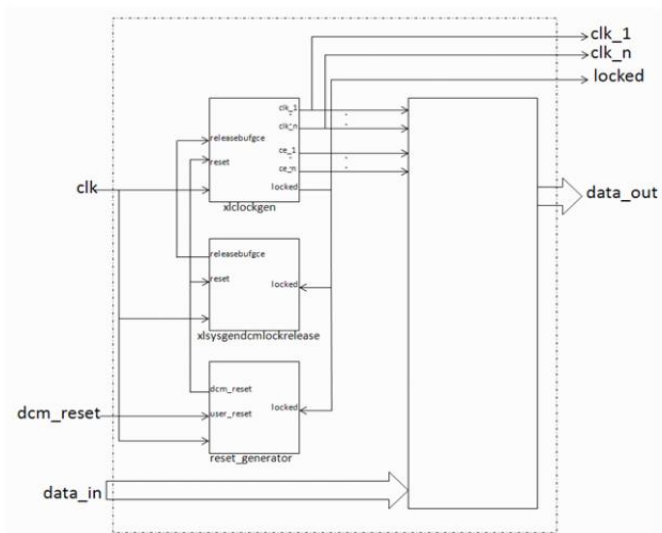 clk_1
clk_n
locked
clk_1
clk_n
releasebufgce
ce_1
reset
ce_n
clk
locked
xlclockgen
data_out
releasebufgce
reset
locked
xlsysgendcmlockrelease
dcm_reset
locked
dcm_reset
user_reset
reset_generator
data_in